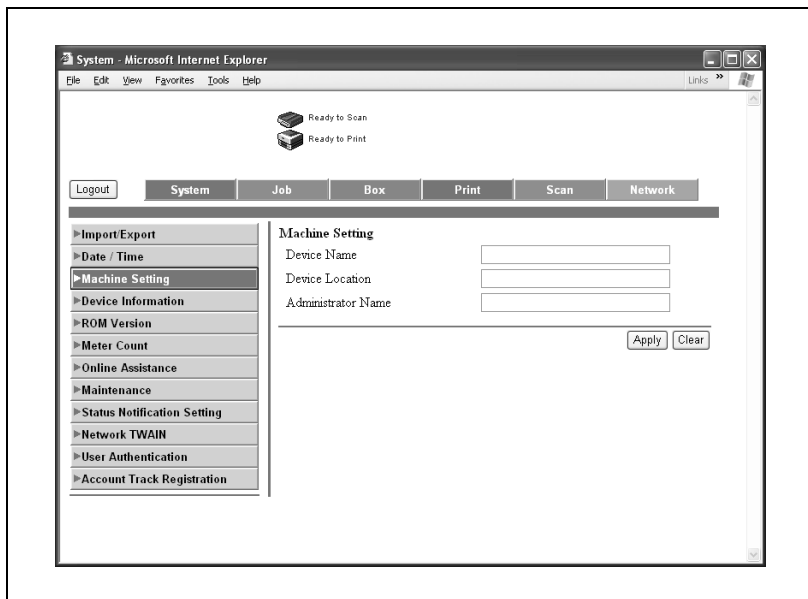 System - Microsoft Internet Explorer
File Edit View Favorites Tools Help Links »
Ready to Scan
Ready to Print
Logout System Job Box Print Scan Network
Import/Export
Date / Time
Machine Setting
Device Information
ROM Version
Meter Count
Online Assistance
Maintenance
Status Notification Setting
Network TWAIN
User Authentication
Account Track Registration
Machine Setting
Device Name
Device Location
Administrator Name
Apply Clear